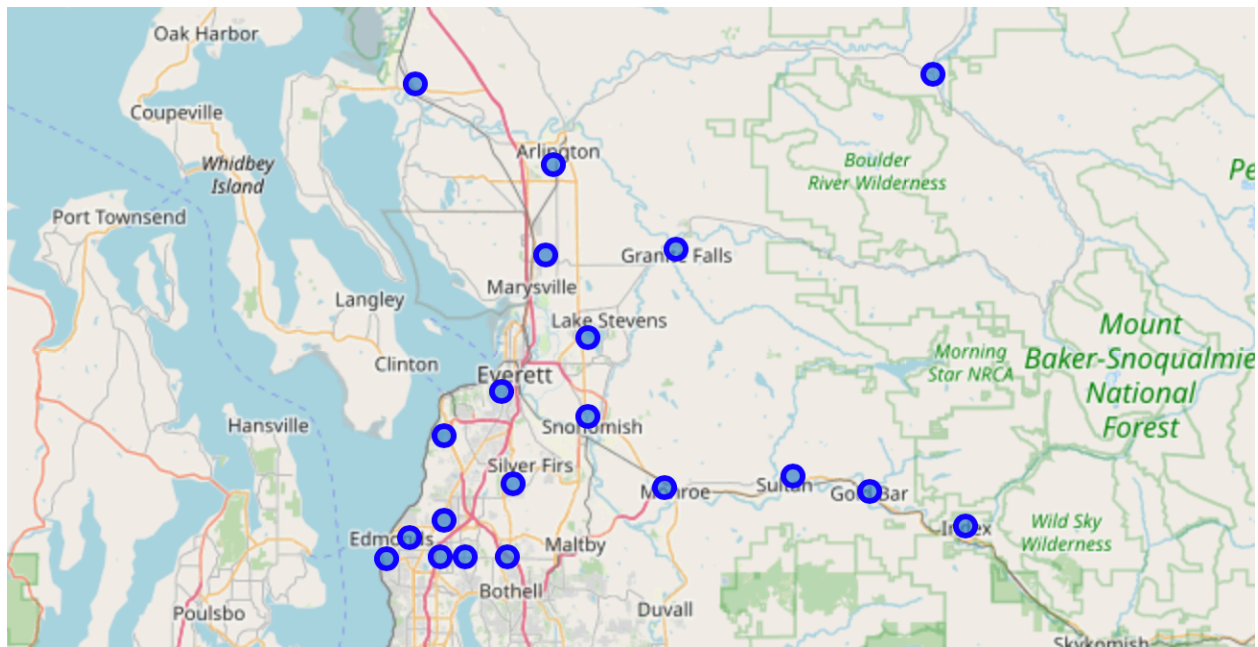 Oak Harbor
Coupeville
Whidbey
Island
Arlington
Boulder
River Wilderness
Pe
Port Townsend
Granite Falls
Marysville
Langley
Lake Stevens
Mount
Baker-Snoqualmie
National
Forest
Morning
Star NRCA
Clinton
Everett
Hansville
Snohomish
Silver Firs
Monroe
Sultan
Gold Bar
Index
Wild Sky
Wilderness
Edmonds
Maltby
Bothell
Poulsbo
Duvall
Skykomish